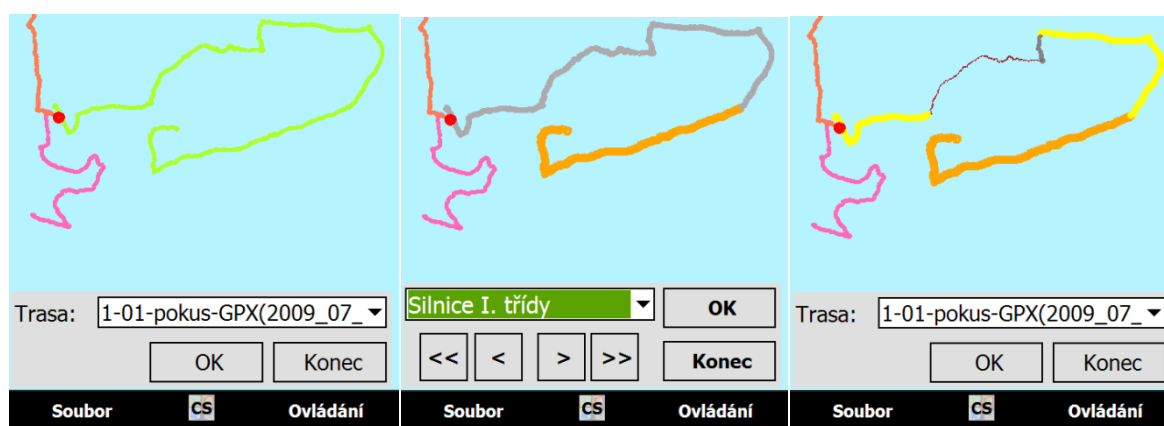 Trasa: 1-01-pokus-GPX(2009_07_
OK Konec
Soubor CS Ovládání
Silnice I. třídy OK
<< < > >> Konec
Soubor CS Ovládání
Trasa: 1-01-pokus-GPX(2009_07_
OK Konec
Soubor CS Ovládání